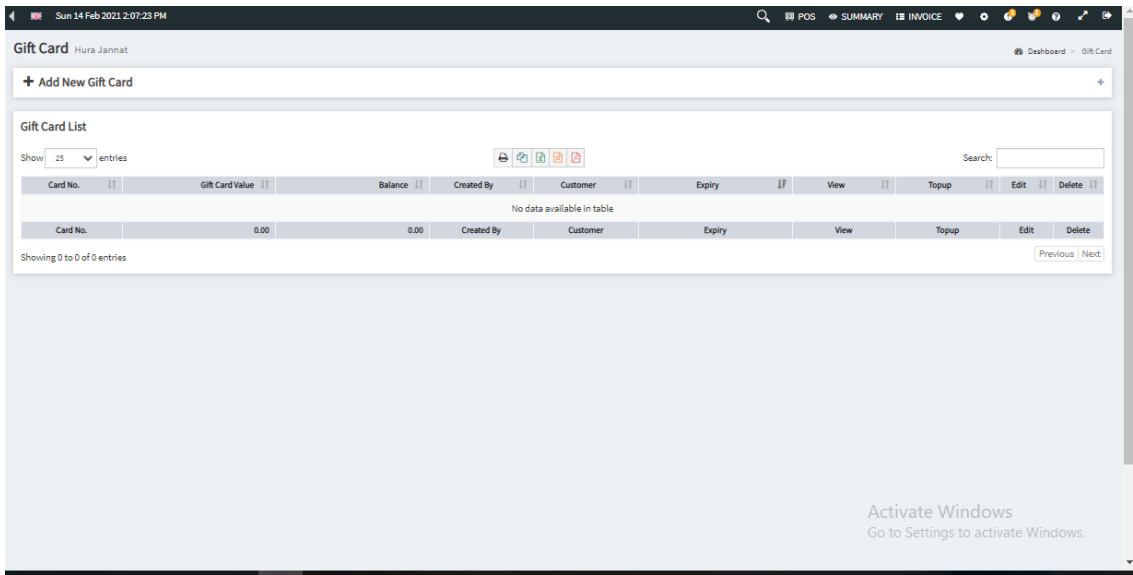 Sun 14 Feb 2021 2:07:23 PM POS SUMMARY INVOICE
Gift Card Hura Jannat Dashboard > Gift Card
+ Add New Gift Card +
Gift Card List
Show 25 entries Search:
Card No. Gift Card Value Balance Created By Customer Expiry View Topup Edit Delete
No data available in table
Card No. 0.00 0.00 Created By Customer Expiry View Topup Edit Delete
Showing 0 to 0 of 0 entries Previous Next
Activate Windows
Go to Settings to activate Windows.